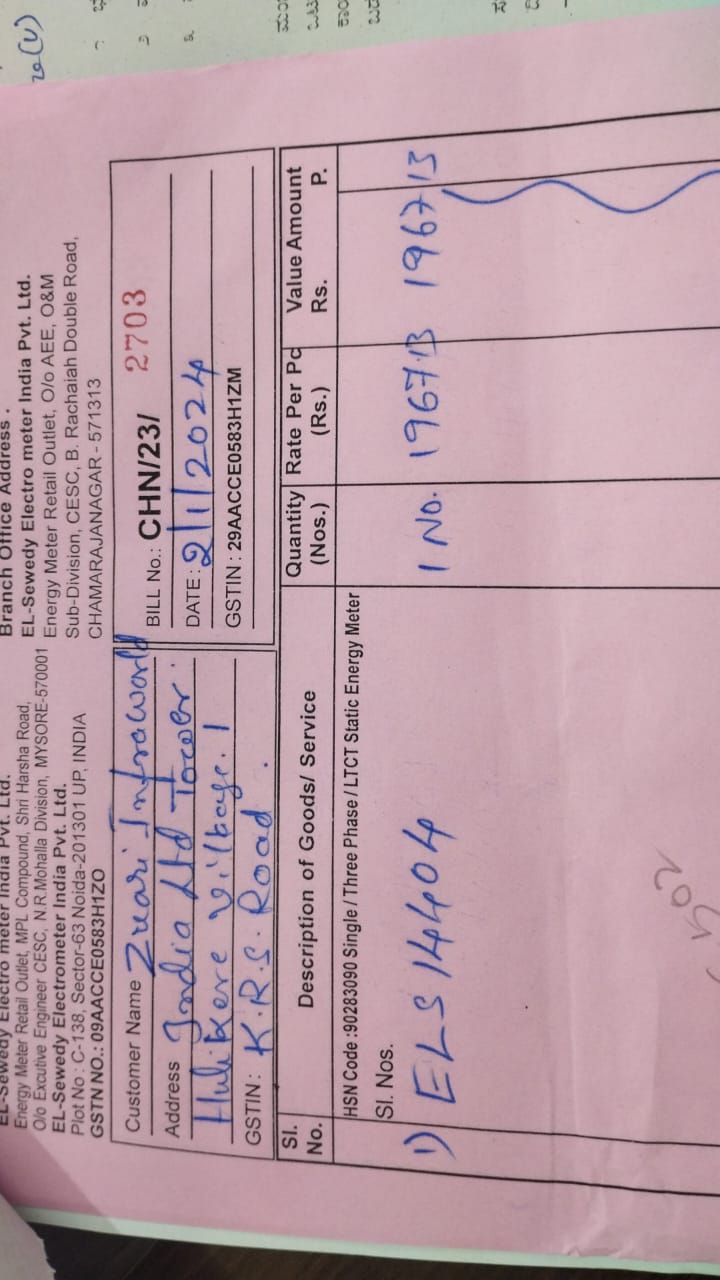 EL-Sewedy Electro meter India Pvt. Ltd.
Energy Meter Retail Outlet, MPL Compound, Shri Harsha Road,
O/o Excutive Engineer CESC, N.R.Mohalla Division, MYSORE-570001
EL-Sewedy Electrometer India Pvt. Ltd.
Plot No : C-138, Sector-63 Noida-201301 UP, INDIA
GSTN NO.: 09AACCE0583H1ZO
Branch Office Address .
EL-Sewedy Electro meter India Pvt. Ltd.
Energy Meter Retail Outlet, O/o AEE, O&M
Sub-Division, CESC, B. Rachaiah Double Road,
CHAMARAJANAGAR - 571313
Customer Name Zuari Infraworld
Address India Ltd Tower.
Hulikere village. 1
GSTIN : K.R.S. Road.
BILL No.: CHN/23/ 2703
DATE : 2/1/2024
GSTIN : 29AACCE0583H1ZM
Sl. No. Description of Goods/ Service Quantity (Nos.) Rate Per Pc (Rs.) Value Amount Rs. P.
HSN Code :90283090 Single / Three Phase / LTCT Static Energy Meter
Sl. Nos.
1) ELS 14404 1 No. 1967.13 1967 13